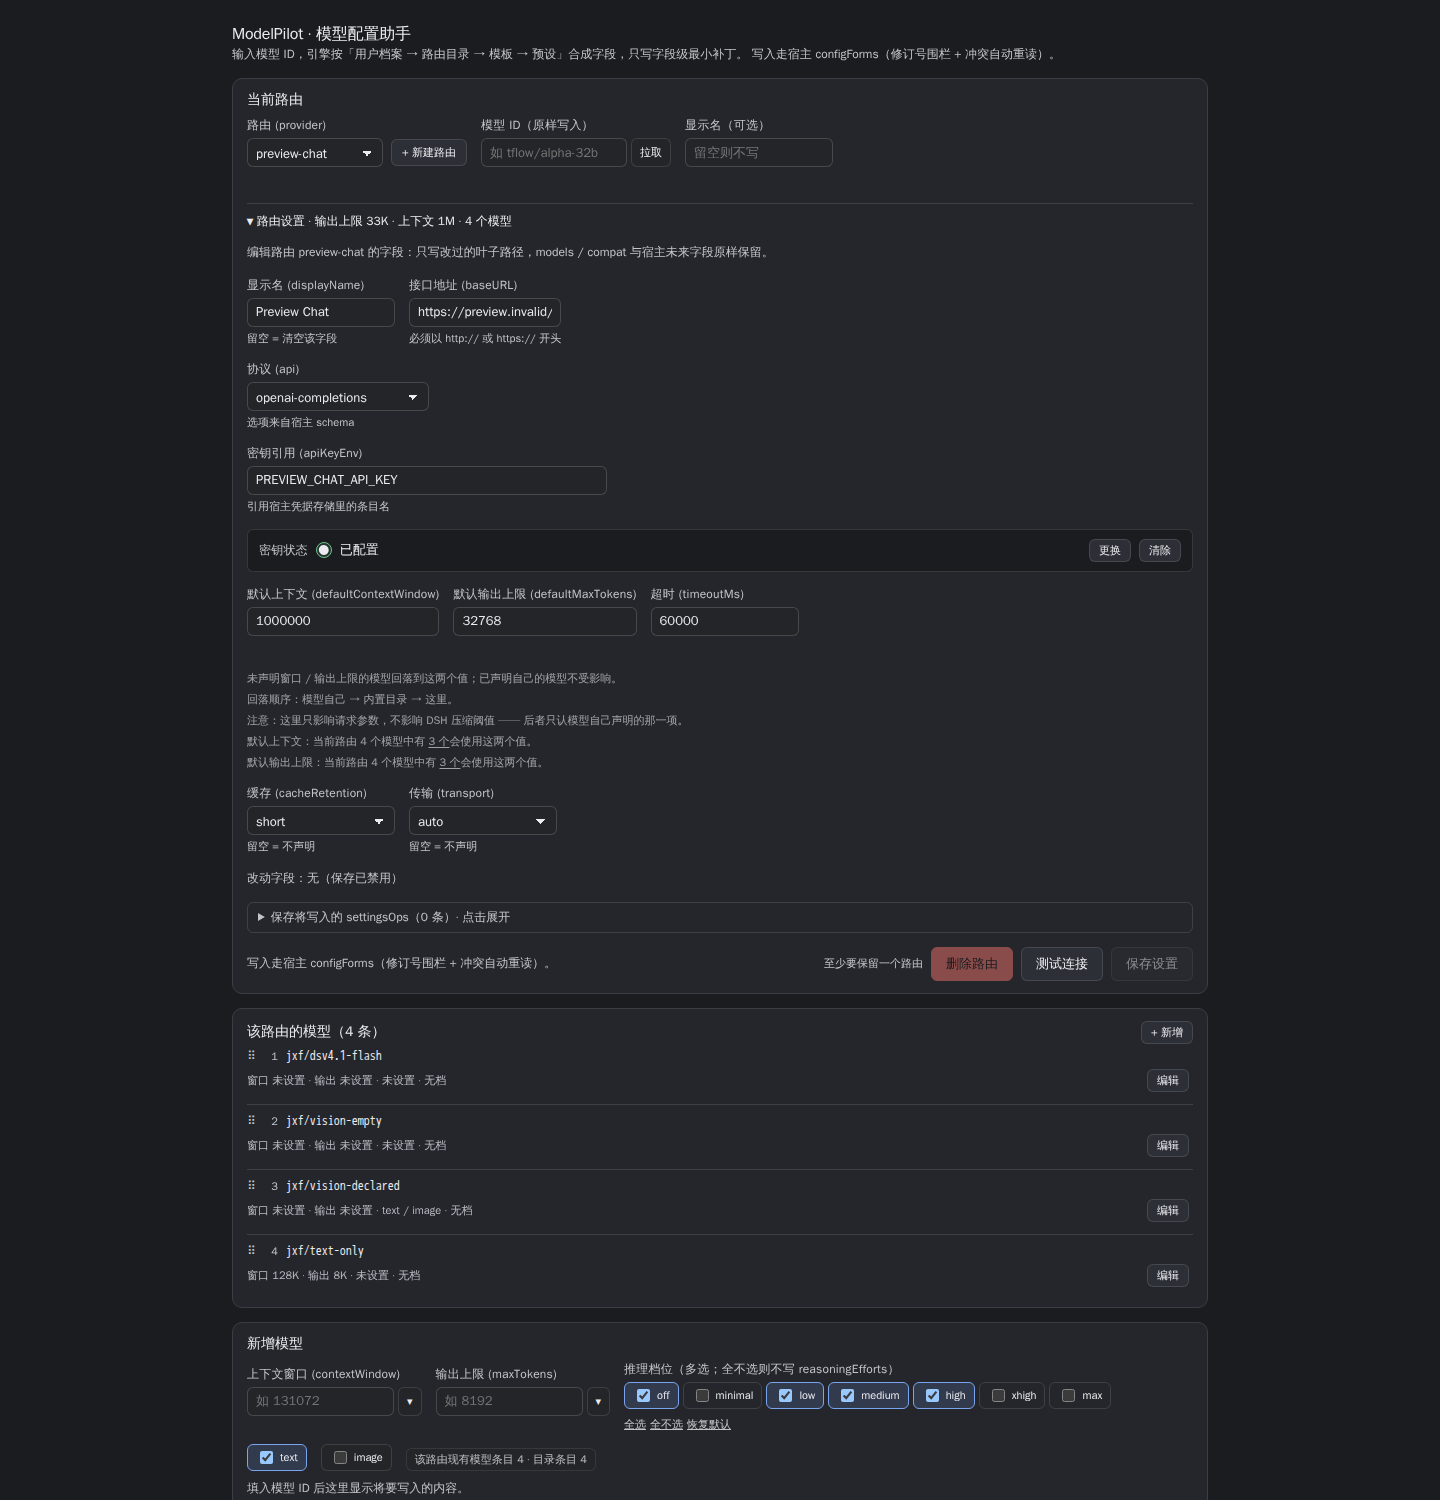 ModelPilot · 模型配置助手
输入模型 ID，引擎按「用户档案 → 路由目录 → 模板 → 预设」合成字段，只写字段级最小补丁。 写入走宿主 configForms（修订号围栏 + 冲突自动重读）。
当前路由
路由 (provider)
模型 ID（原样写入）
显示名（可选）
preview-chat
+ 新建路由
如 tflow/alpha-32b
拉取
留空则不写
▾ 路由设置 · 输出上限 33K · 上下文 1M · 4 个模型
编辑路由 preview-chat 的字段：只写改过的叶子路径，models / compat 与宿主未来字段原样保留。
显示名 (displayName)
接口地址 (baseURL)
Preview Chat
https://preview.invalid/
留空 = 清空该字段
必须以 http:// 或 https:// 开头
协议 (api)
openai-completions
选项来自宿主 schema
密钥引用 (apiKeyEnv)
PREVIEW_CHAT_API_KEY
引用宿主凭据存储里的条目名
密钥状态 已配置
更换
清除
默认上下文 (defaultContextWindow)
默认输出上限 (defaultMaxTokens)
超时 (timeoutMs)
1000000
32768
60000
未声明窗口 / 输出上限的模型回落到这两个值；已声明自己的模型不受影响。
回落顺序：模型自己 → 内置目录 → 这里。
注意：这里只影响请求参数，不影响 DSH 压缩阈值 —— 后者只认模型自己声明的那一项。
默认上下文：当前路由 4 个模型中有 3 个会使用这两个值。
默认输出上限：当前路由 4 个模型中有 3 个会使用这两个值。
缓存 (cacheRetention)
传输 (transport)
short
auto
留空 = 不声明
留空 = 不声明
改动字段：无（保存已禁用）
▶ 保存将写入的 settingsOps（0 条）· 点击展开
写入走宿主 configForms（修订号围栏 + 冲突自动重读）。
至少要保留一个路由
删除路由
测试连接
保存设置
该路由的模型（4 条）
+ 新增
⠿ 1 jxf/dsv4.1-flash
窗口 未设置 · 输出 未设置 · 未设置 · 无档
编辑
⠿ 2 jxf/vision-empty
窗口 未设置 · 输出 未设置 · 未设置 · 无档
编辑
⠿ 3 jxf/vision-declared
窗口 未设置 · 输出 未设置 · text / image · 无档
编辑
⠿ 4 jxf/text-only
窗口 128K · 输出 8K · 未设置 · 无档
编辑
新增模型
上下文窗口 (contextWindow)
输出上限 (maxTokens)
推理档位（多选；全不选则不写 reasoningEfforts）
如 131072
▾
如 8192
▾
off
minimal
low
medium
high
xhigh
max
全选 全不选 恢复默认
text
image
该路由现有模型条目 4 · 目录条目 4
填入模型 ID 后这里显示将要写入的内容。